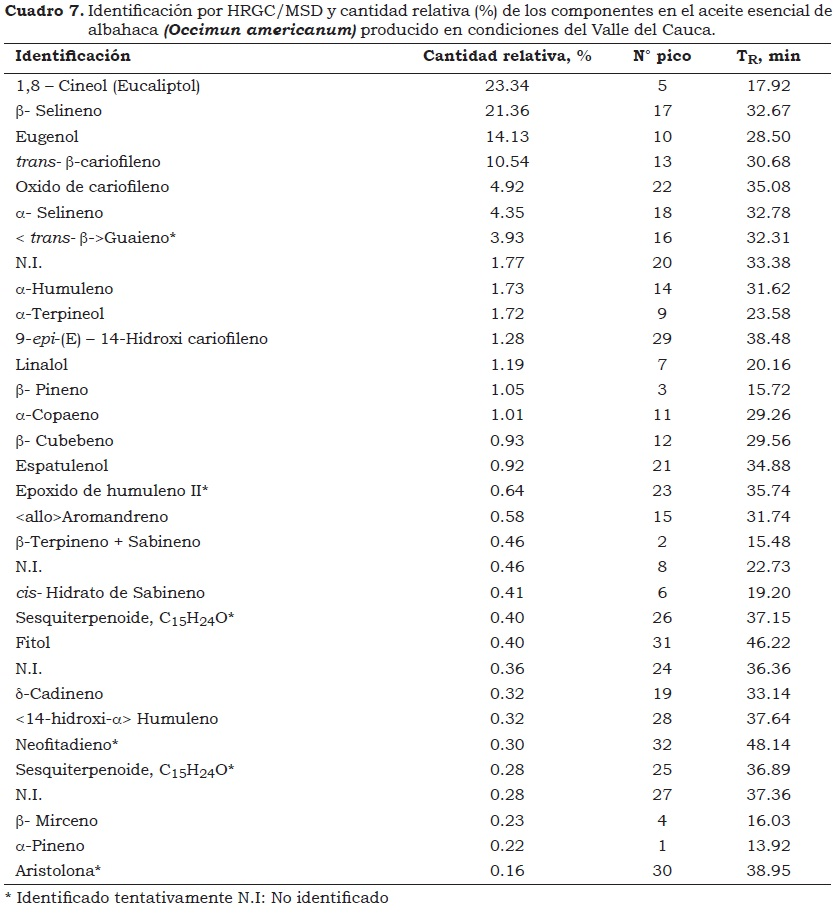 Cuadro 7. Identificación por HRGC/MSD y cantidad relativa (%) de los componentes en el aceite esencial de
albahaca (Occimun americanum) producido en condiciones del Valle del Cauca.
Identificación Cantidad relativa, % N° pico TR, min
1,8 – Cineol (Eucaliptol) 23.34 5 17.92
β- Selineno 21.36 17 32.67
Eugenol 14.13 10 28.50
trans- β-cariofileno 10.54 13 30.68
Oxido de cariofileno 4.92 22 35.08
α- Selineno 4.35 18 32.78
< trans- β->Guaieno* 3.93 16 32.31
N.I. 1.77 20 33.38
α-Humuleno 1.73 14 31.62
α-Terpineol 1.72 9 23.58
9-epi-(E) – 14-Hidroxi cariofileno 1.28 29 38.48
Linalol 1.19 7 20.16
β- Pineno 1.05 3 15.72
α-Copaeno 1.01 11 29.26
β- Cubebeno 0.93 12 29.56
Espatulenol 0.92 21 34.88
Epoxido de humuleno II* 0.64 23 35.74
<allo>Aromandreno 0.58 15 31.74
β-Terpineno + Sabineno 0.46 2 15.48
N.I. 0.46 8 22.73
cis- Hidrato de Sabineno 0.41 6 19.20
Sesquiterpenoide, C15H24O* 0.40 26 37.15
Fitol 0.40 31 46.22
N.I. 0.36 24 36.36
δ-Cadineno 0.32 19 33.14
<14-hidroxi-α> Humuleno 0.32 28 37.64
Neofitadieno* 0.30 32 48.14
Sesquiterpenoide, C15H24O* 0.28 25 36.89
N.I. 0.28 27 37.36
β- Mirceno 0.23 4 16.03
α-Pineno 0.22 1 13.92
Aristolona* 0.16 30 38.95
* Identificado tentativamente N.I: No identificado